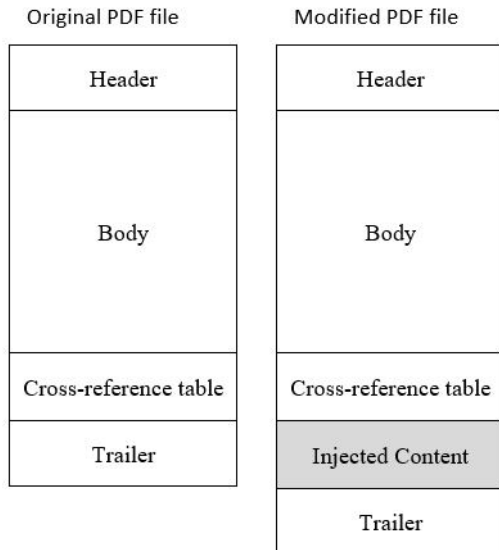 Original PDF file
Header
Body
Cross-reference table
Trailer
Modified PDF file
Header
Body
Cross-reference table
Injected Content
Trailer